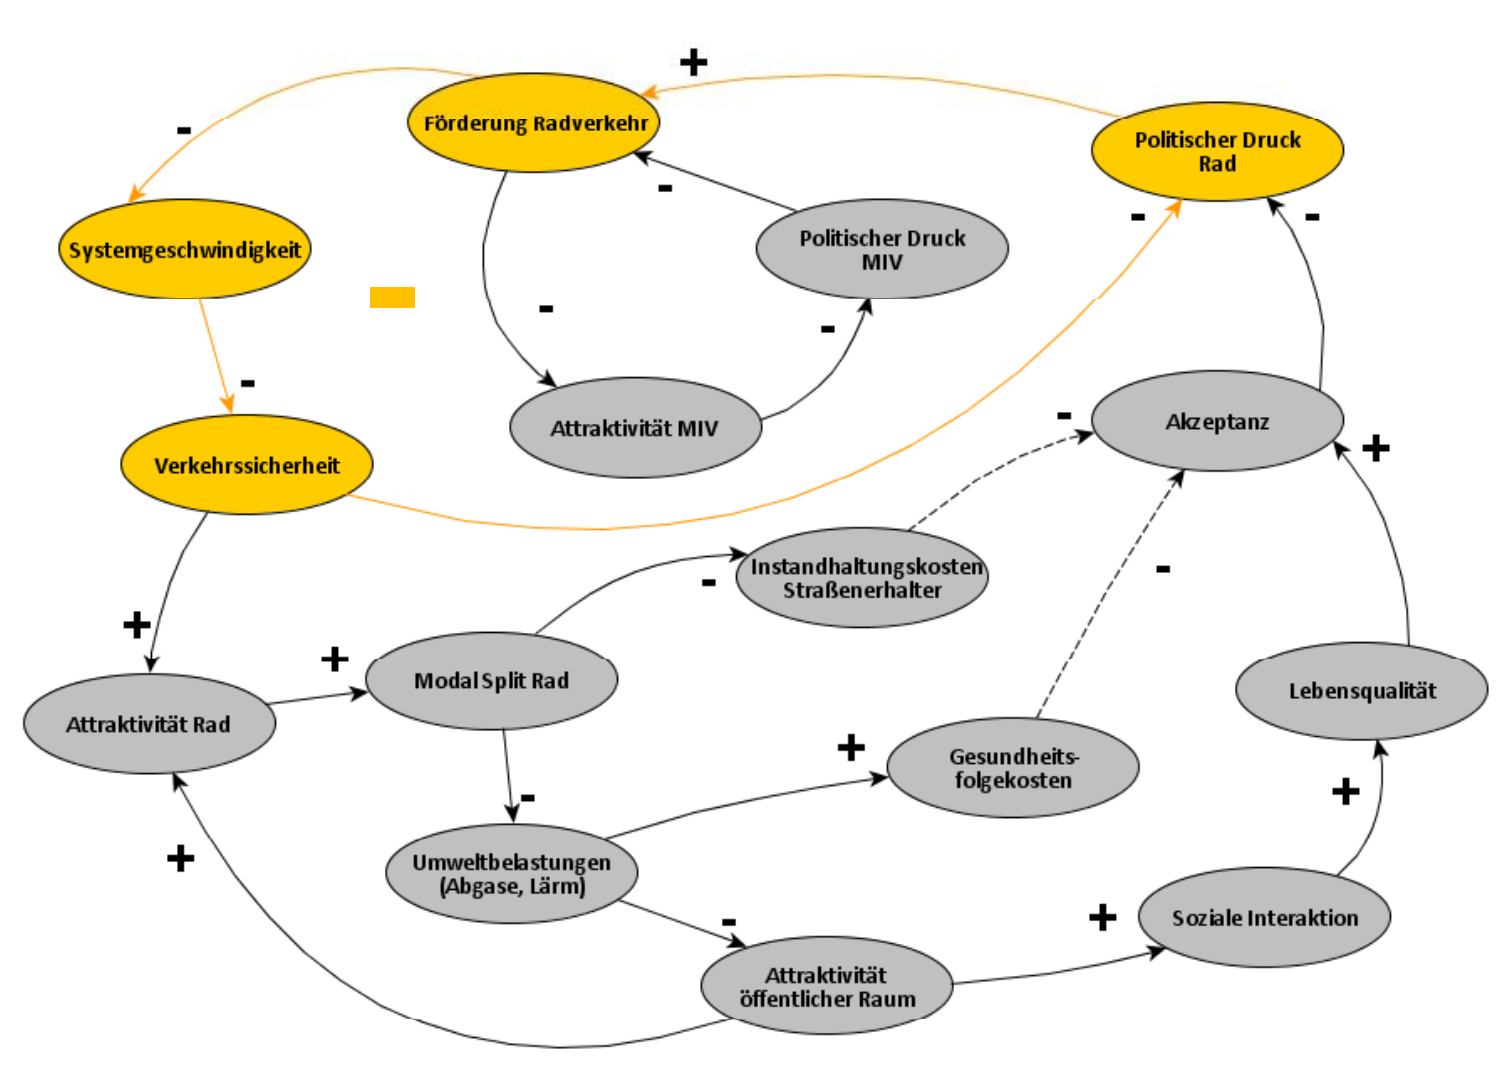 +
Förderung Radverkehr
-
Politischer Druck
Rad
-
-
-
Systemgeschwindigkeit
Politischer Druck
MIV
-
-
-
Attraktivität MIV
-
Akzeptanz
+
Verkehrssicherheit
Instandhaltungskosten
Straßenerhalter
-
-
+
+
Modal Split Rad
Lebensqualität
Attraktivität Rad
+
Gesundheits-
folgekosten
-
+
+
Umweltbelastungen
(Abgase, Lärm)
-
+
Soziale Interaktion
Attraktivität
öffentlicher Raum